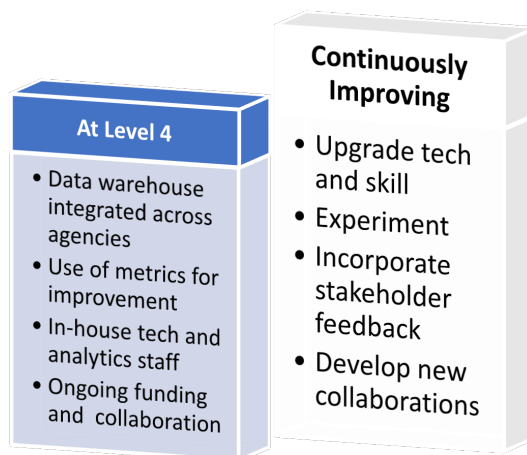 At Level 4
• Data warehouse
integrated across
agencies
• Use of metrics for
improvement
• In-house tech and
analytics staff
• Ongoing funding
and collaboration
Continuously
Improving
• Upgrade tech
and skill
• Experiment
• Incorporate
stakeholder
feedback
• Develop new
collaborations